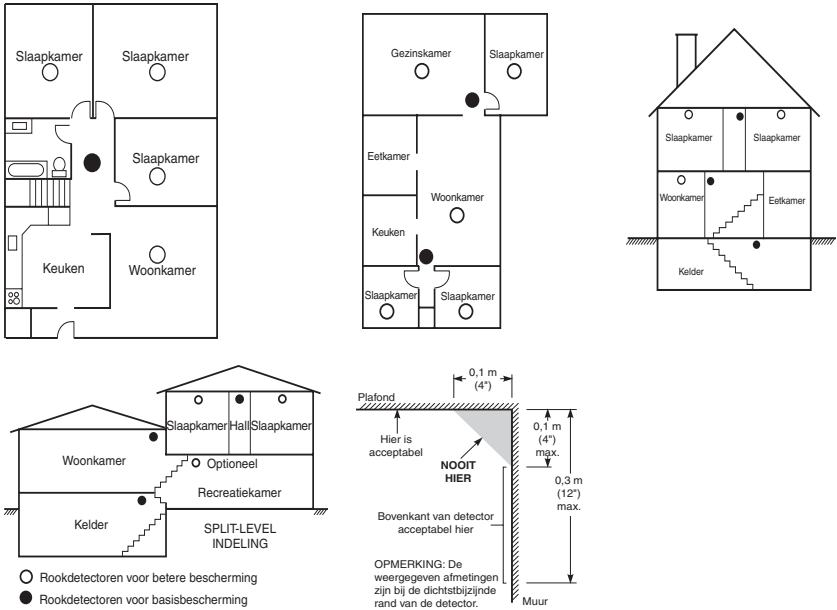 Slaapkamer
Slaapkamer
Slaapkamer
Keuken
Woonkamer
Gezinskamer
Slaapkamer
Eetkamer
Woonkamer
Keuken
Slaapkamer
Slaapkamer
Slaapkamer
Slaapkamer
Woonkamer
Eetkamer
Kelder
Slaapkamer
Hall
Slaapkamer
Woonkamer
Optioneel
Recreatiekamer
Kelder
SPLIT-LEVEL
INDELING
Rookdetectoren voor betere bescherming
Rookdetectoren voor basisbescherming
0,1 m
(4")
Plafond
Hier is
acceptabel
NOOIT
HIER
0,1 m
(4")
max.
0,3 m
(12")
max.
Bovenkant van detector
acceptabel hier
OPMERKING: De
weergegeven afmetingen
zijn bij de dichtstbijzijnde
rand van de detector.
Muur